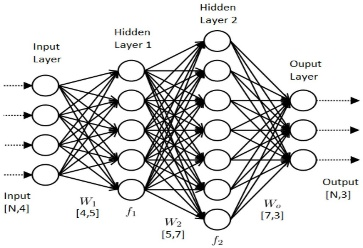 Input
Layer
Hidden
Layer 1
Hidden
Layer 2
Ouput
Layer
Input
[N,4]
W1
[4,5]
f1
W2
[5,7]
f2
Wo
[7,3]
Output
[N,3]